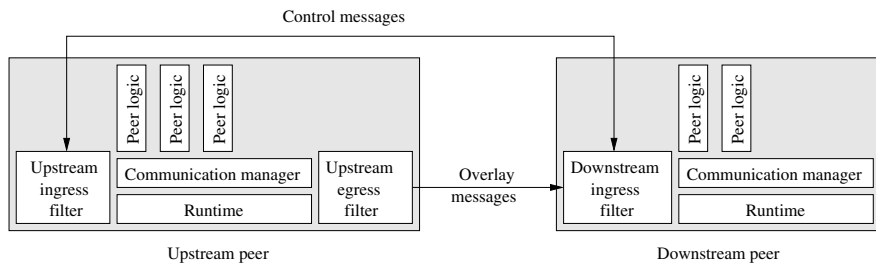 Control messages
Peer logic
Peer logic
Peer logic
Peer logic
Peer logic
Upstream
ingress
filter
Communication manager
Runtime
Upstream
egress
filter
Overlay
messages
Downstream
ingress
filter
Communication manager
Runtime
Upstream peer
Downstream peer